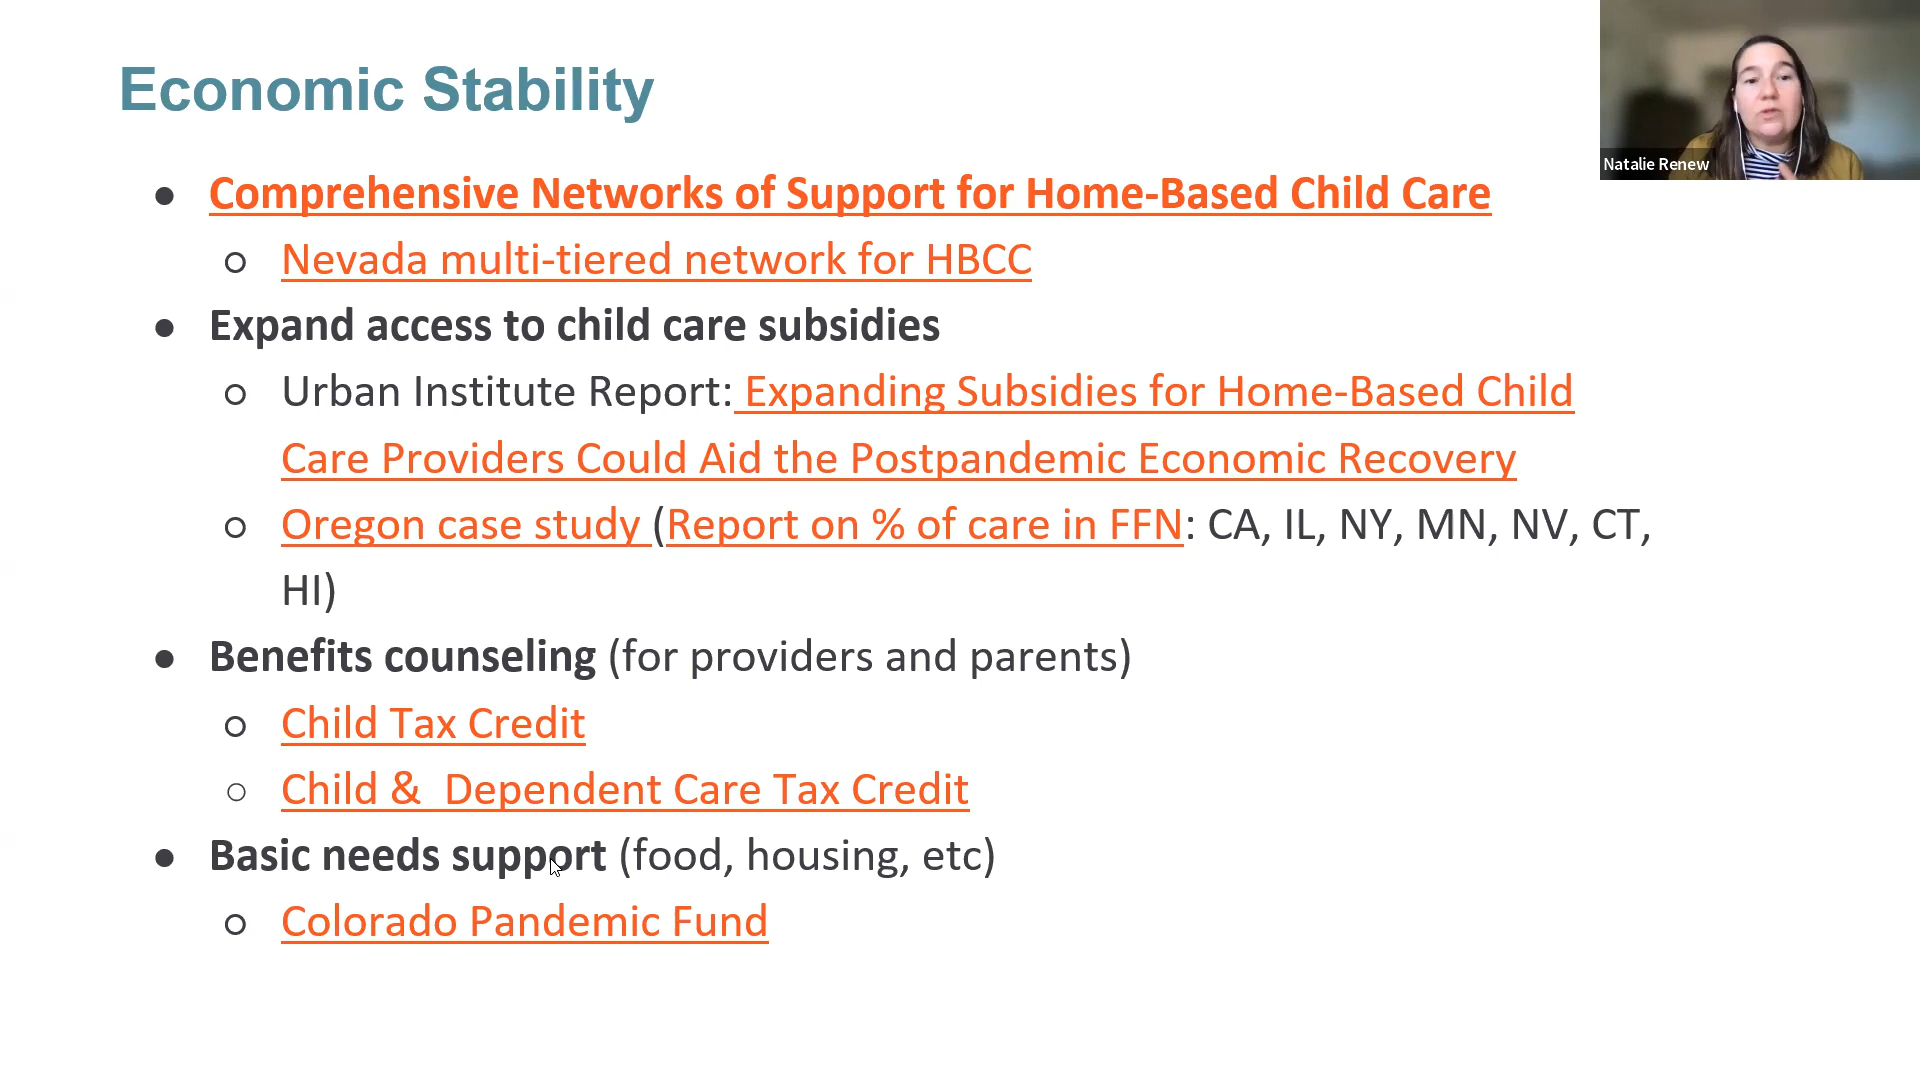 Economic Stability
Natalie Renew
● Comprehensive Networks of Support for Home-Based Child Care
○ Nevada multi-tiered network for HBCC
● Expand access to child care subsidies
○ Urban Institute Report: Expanding Subsidies for Home-Based Child
Care Providers Could Aid the Postpandemic Economic Recovery
○ Oregon case study (Report on % of care in FFN: CA, IL, NY, MN, NV, CT,
HI)
● Benefits counseling (for providers and parents)
○ Child Tax Credit
○ Child &  Dependent Care Tax Credit
● Basic needs support (food, housing, etc)
○ Colorado Pandemic Fund